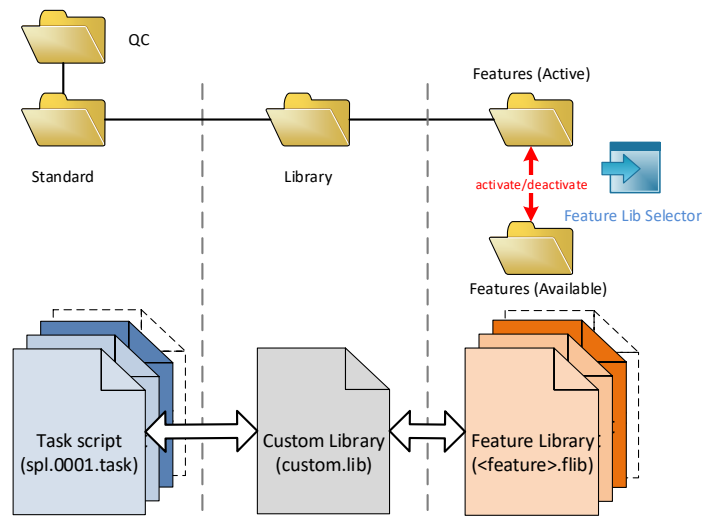 QC
Features (Active)
Standard
Library
activate/deactivate
Feature Lib Selector
Features (Available)
Task script
(spl.0001.task)
Custom Library
(custom.lib)
Feature Library
(<feature>.flib)